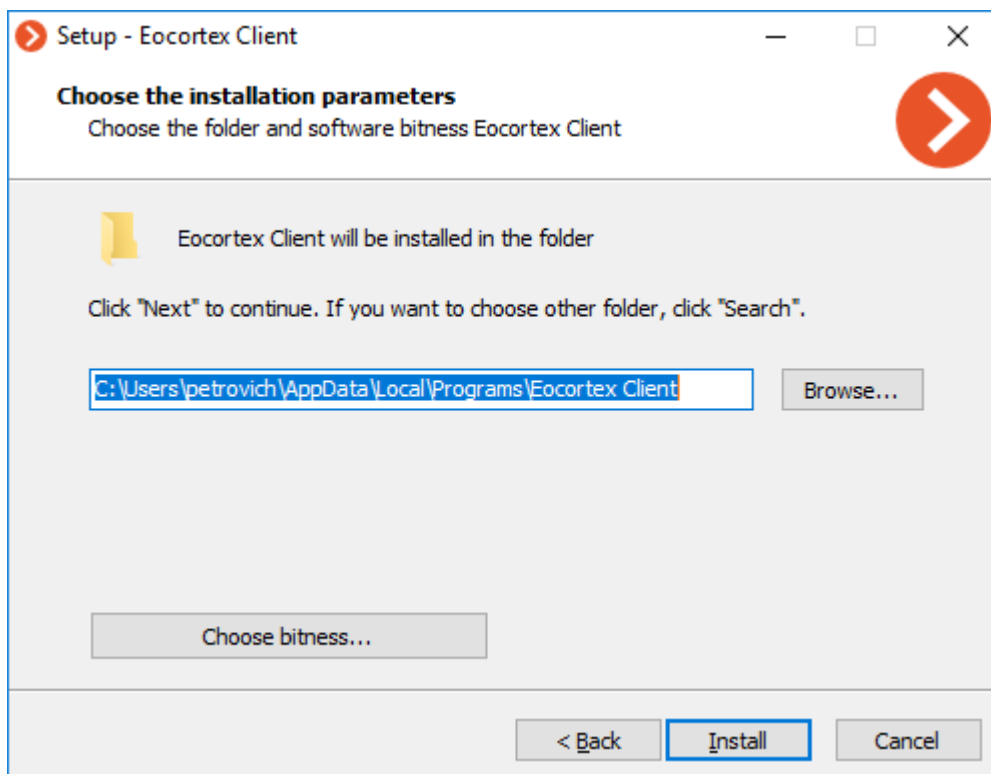 Setup - Eocortex Client
Choose the installation parameters
Choose the folder and software bitness Eocortex Client
Eocortex Client will be installed in the folder
Click "Next" to continue. If you want to choose other folder, click "Search".
C:\Users\petrovich\AppData\Local\Programs\Eocortex Client
Browse...
Choose bitness...
< Back
Install
Cancel